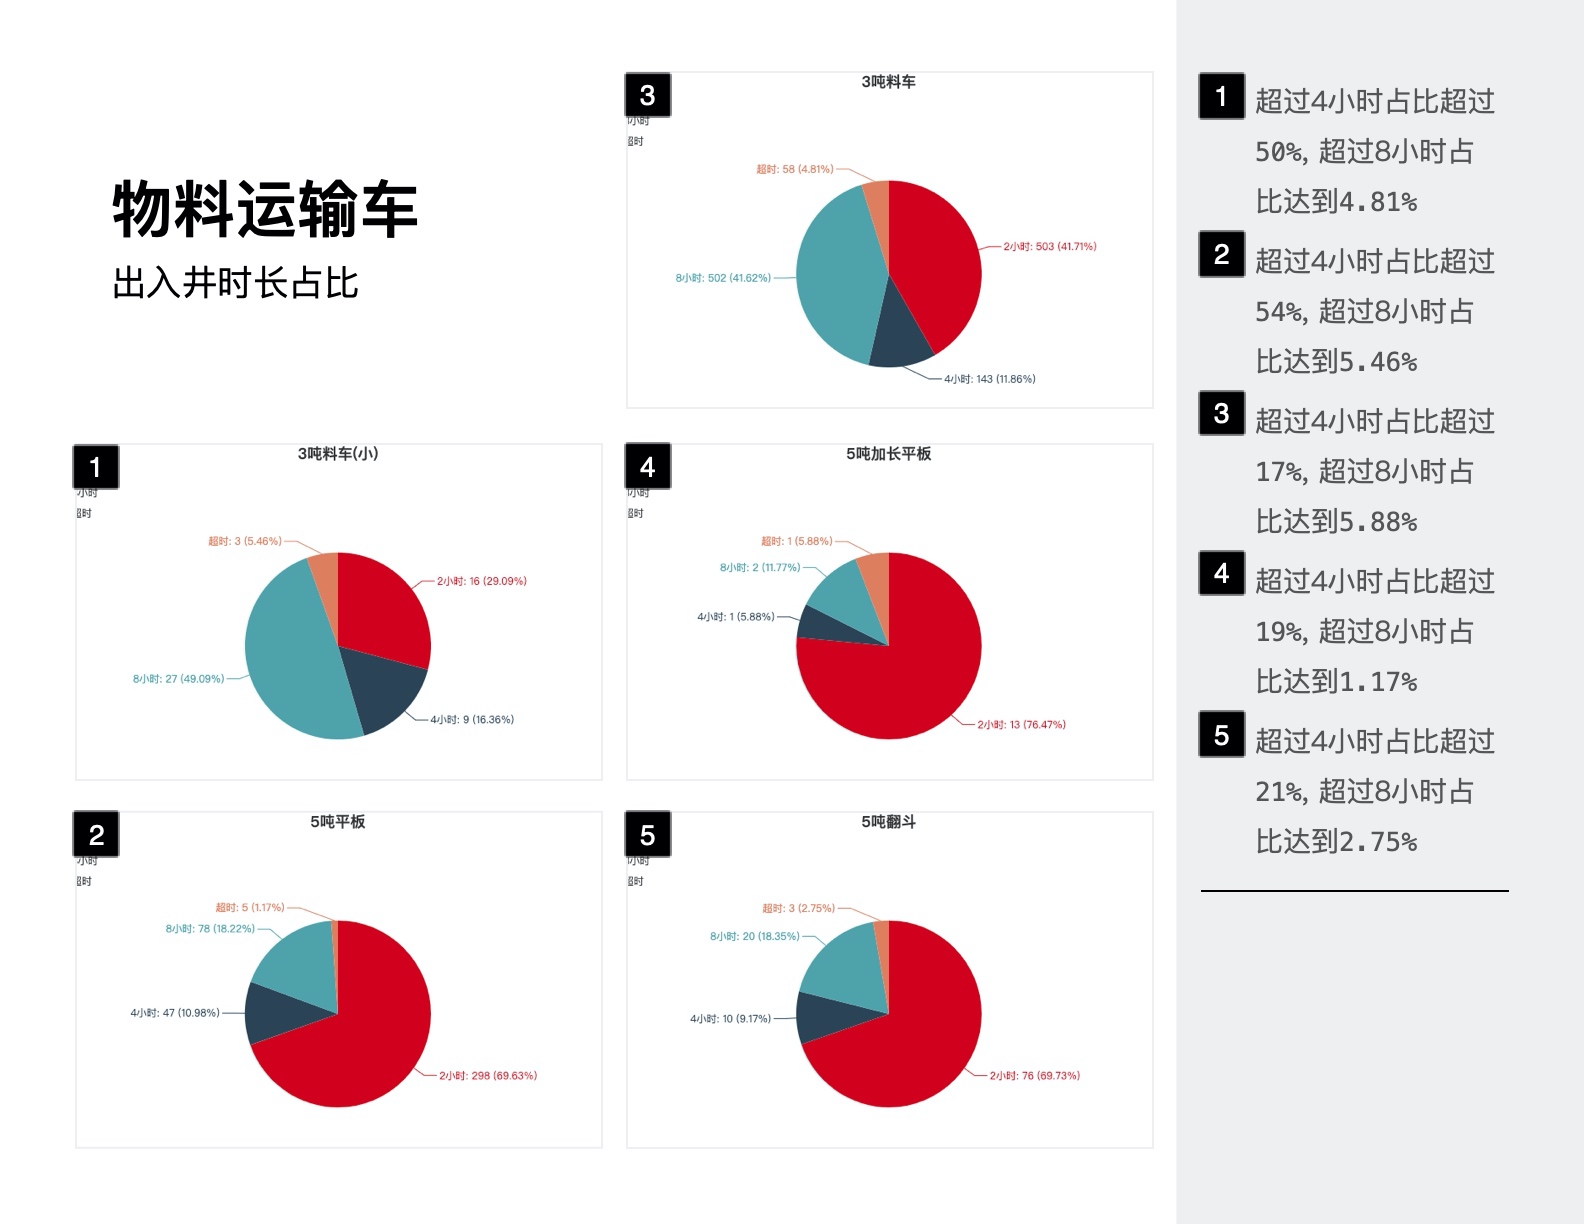 物料运输车
出入井时长占比
3
3吨料车
小时
超时
超时: 58 (4.81%)
2小时: 503 (41.71%)
8小时: 502 (41.62%)
4小时: 143 (11.86%)
1
3吨料车(小)
小时
超时
超时: 3 (5.46%)
2小时: 16 (29.09%)
8小时: 27 (49.09%)
4小时: 9 (16.36%)
4
5吨加长平板
小时
超时
超时: 1 (5.88%)
8小时: 2 (11.77%)
4小时: 1 (5.88%)
2小时: 13 (76.47%)
2
5吨平板
小时
超时
超时: 5 (1.17%)
8小时: 78 (18.22%)
4小时: 47 (10.98%)
2小时: 298 (69.63%)
5
5吨翻斗
小时
超时
超时: 3 (2.75%)
8小时: 20 (18.35%)
4小时: 10 (9.17%)
2小时: 76 (69.73%)
1 超过4小时占比超过
50%, 超过8小时占
比达到4.81%
2 超过4小时占比超过
54%, 超过8小时占
比达到5.46%
3 超过4小时占比超过
17%, 超过8小时占
比达到5.88%
4 超过4小时占比超过
19%, 超过8小时占
比达到1.17%
5 超过4小时占比超过
21%, 超过8小时占
比达到2.75%